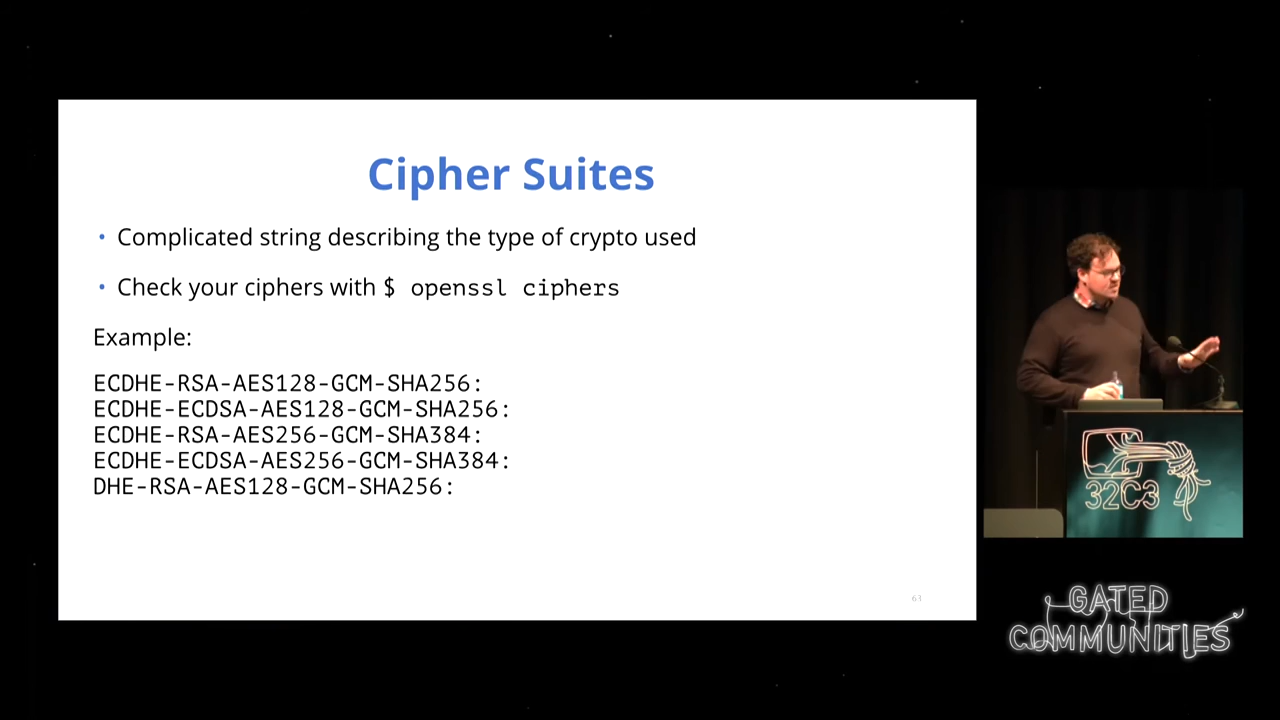 Cipher Suites
• Complicated string describing the type of crypto used
• Check your ciphers with $ openssl ciphers
Example:
ECDHE-RSA-AES128-GCM-SHA256:
ECDHE-ECDSA-AES128-GCM-SHA256:
ECDHE-RSA-AES256-GCM-SHA384:
ECDHE-ECDSA-AES256-GCM-SHA384:
DHE-RSA-AES128-GCM-SHA256:
63
32C3
GATED
COMMUNITIES